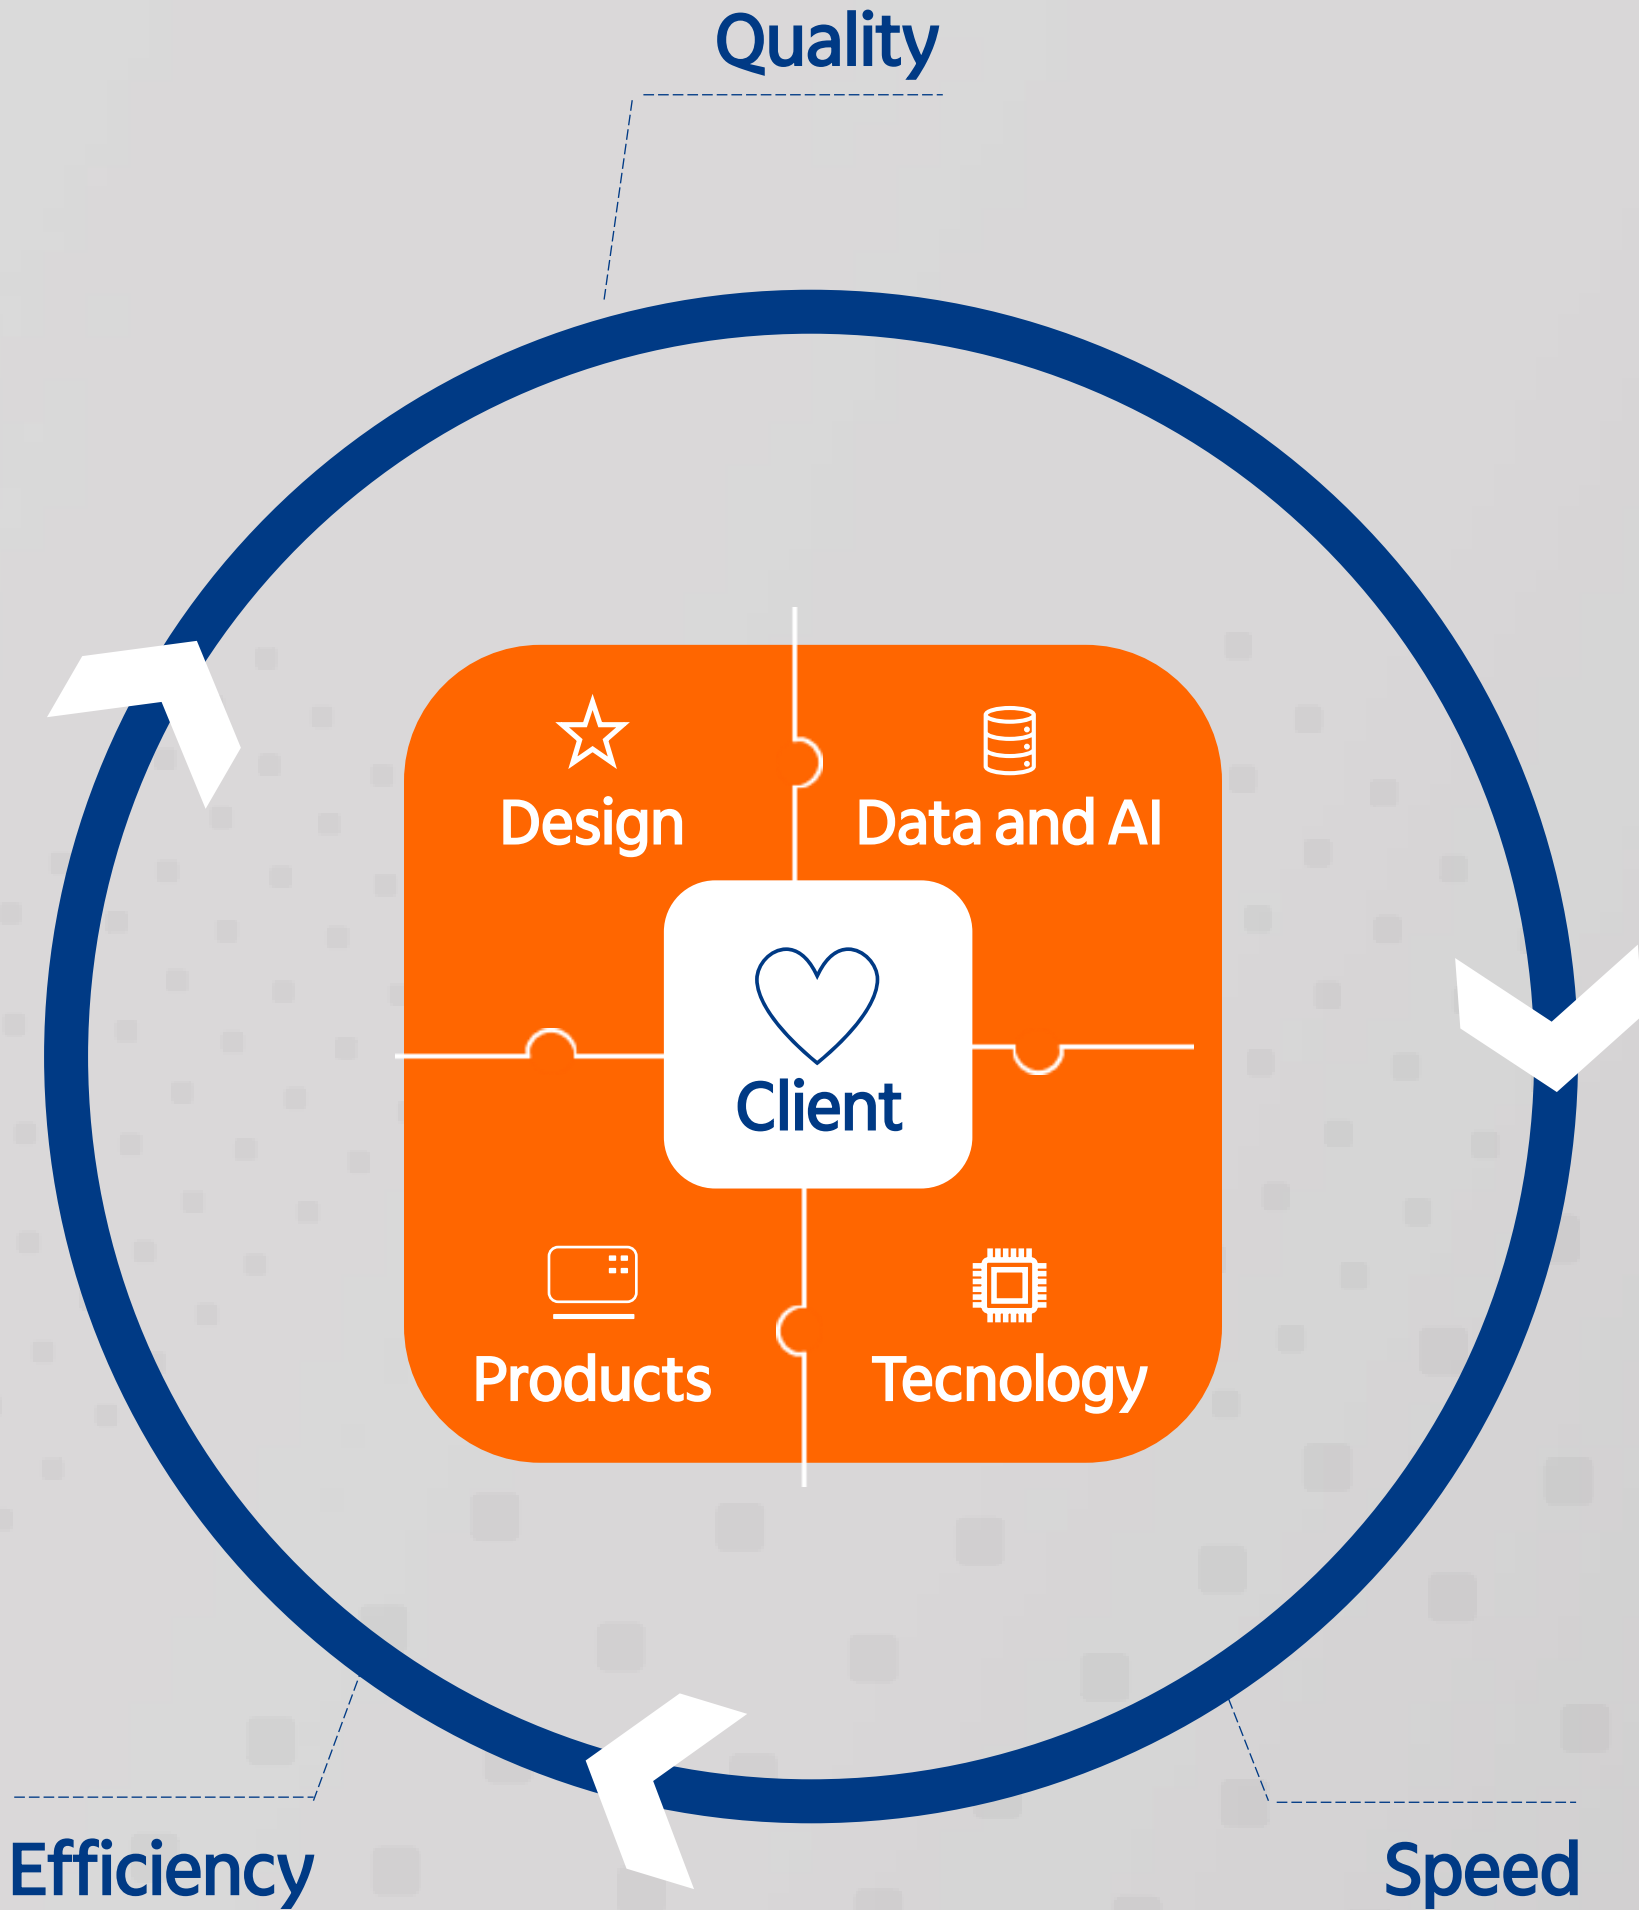 Quality
Design
Data and AI
Client
Products
Tecnology
Efficiency
Speed